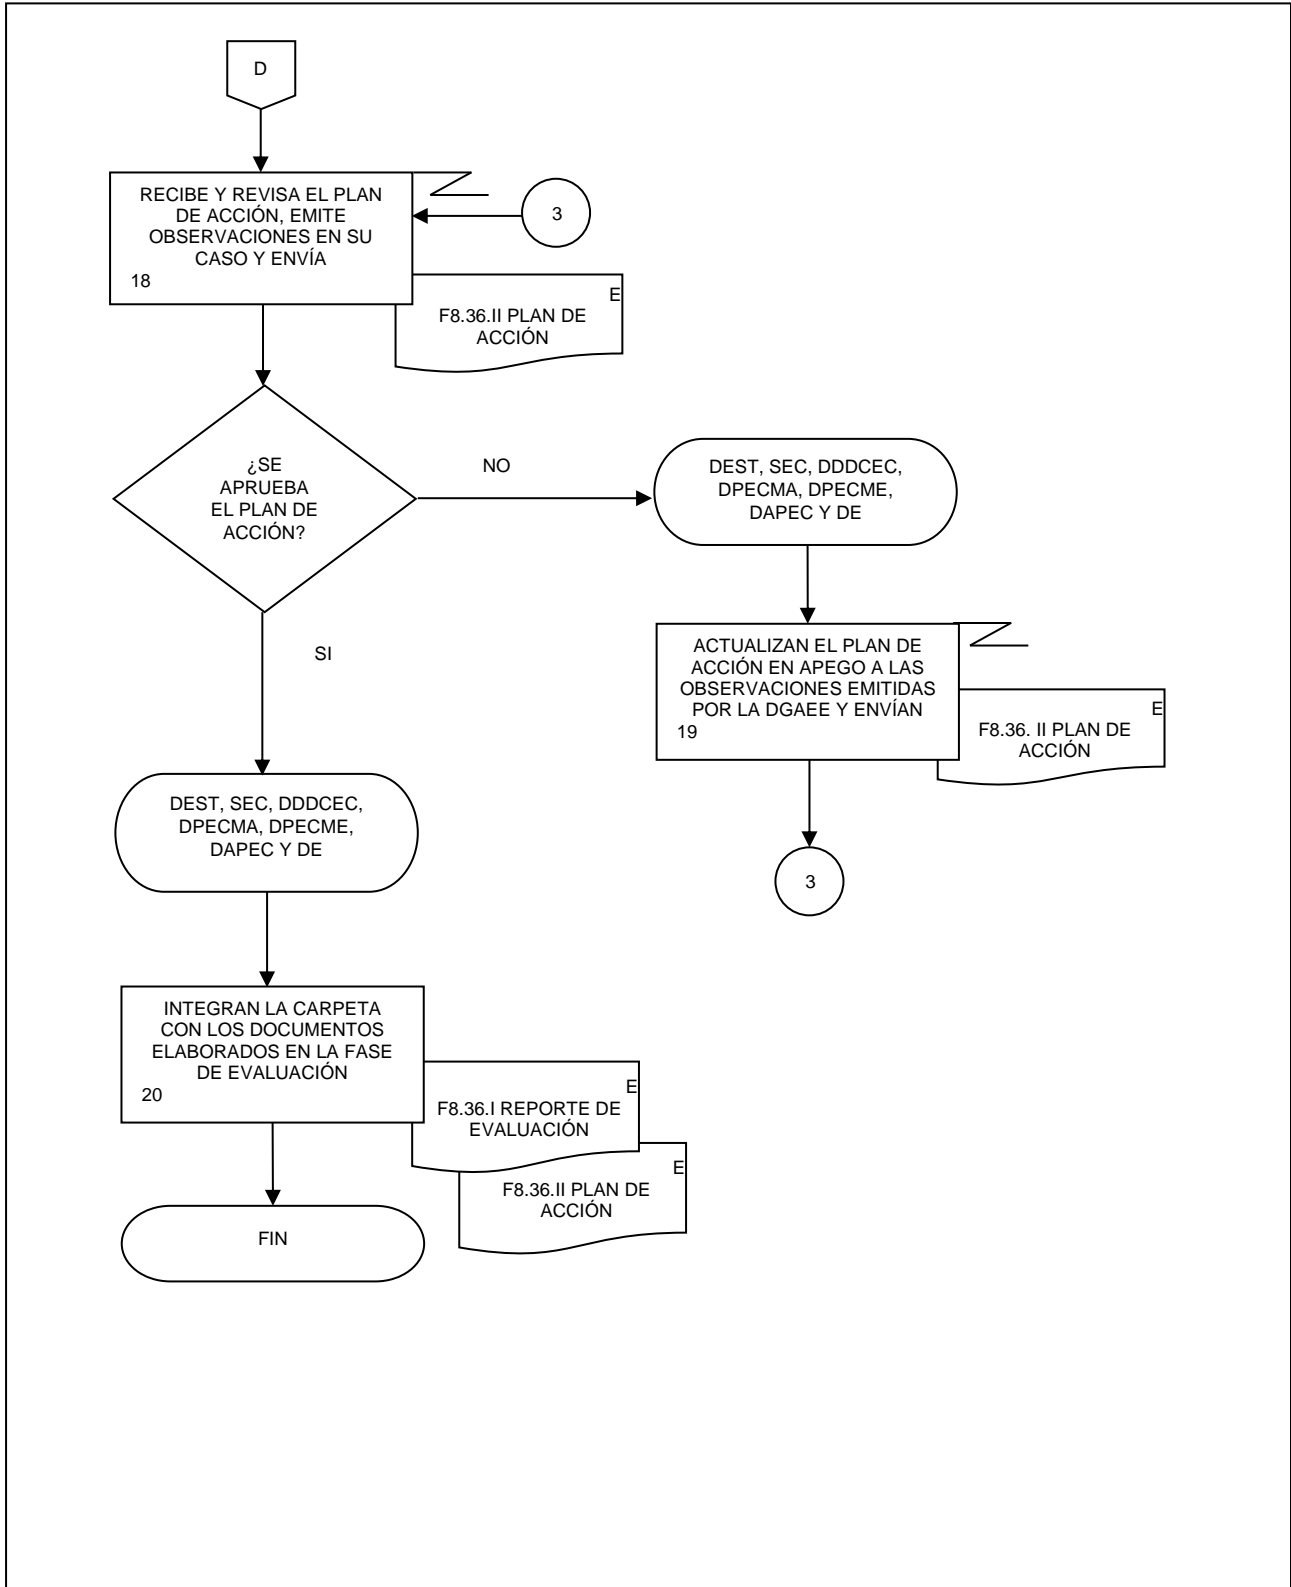 D
RECIBE Y REVISA EL PLAN
DE ACCIÓN, EMITE
OBSERVACIONES EN SU
CASO Y ENVÍA
18
3
E
F8.36.II PLAN DE
ACCIÓN
¿SE
APRUEBA
EL PLAN DE
ACCIÓN?
NO
DEST, SEC, DDDCEC,
DPECMA, DPECME,
DAPEC Y DE
ACTUALIZAN EL PLAN DE
ACCIÓN EN APEGO A LAS
OBSERVACIONES EMITIDAS
POR LA DGAEE Y ENVÍAN
19
E
F8.36. II PLAN DE
ACCIÓN
3
SI
DEST, SEC, DDDCEC,
DPECMA, DPECME,
DAPEC Y DE
INTEGRAN LA CARPETA
CON LOS DOCUMENTOS
ELABORADOS EN LA FASE
DE EVALUACIÓN
20
E
F8.36.I REPORTE DE
EVALUACIÓN
E
F8.36.II PLAN DE
ACCIÓN
FIN